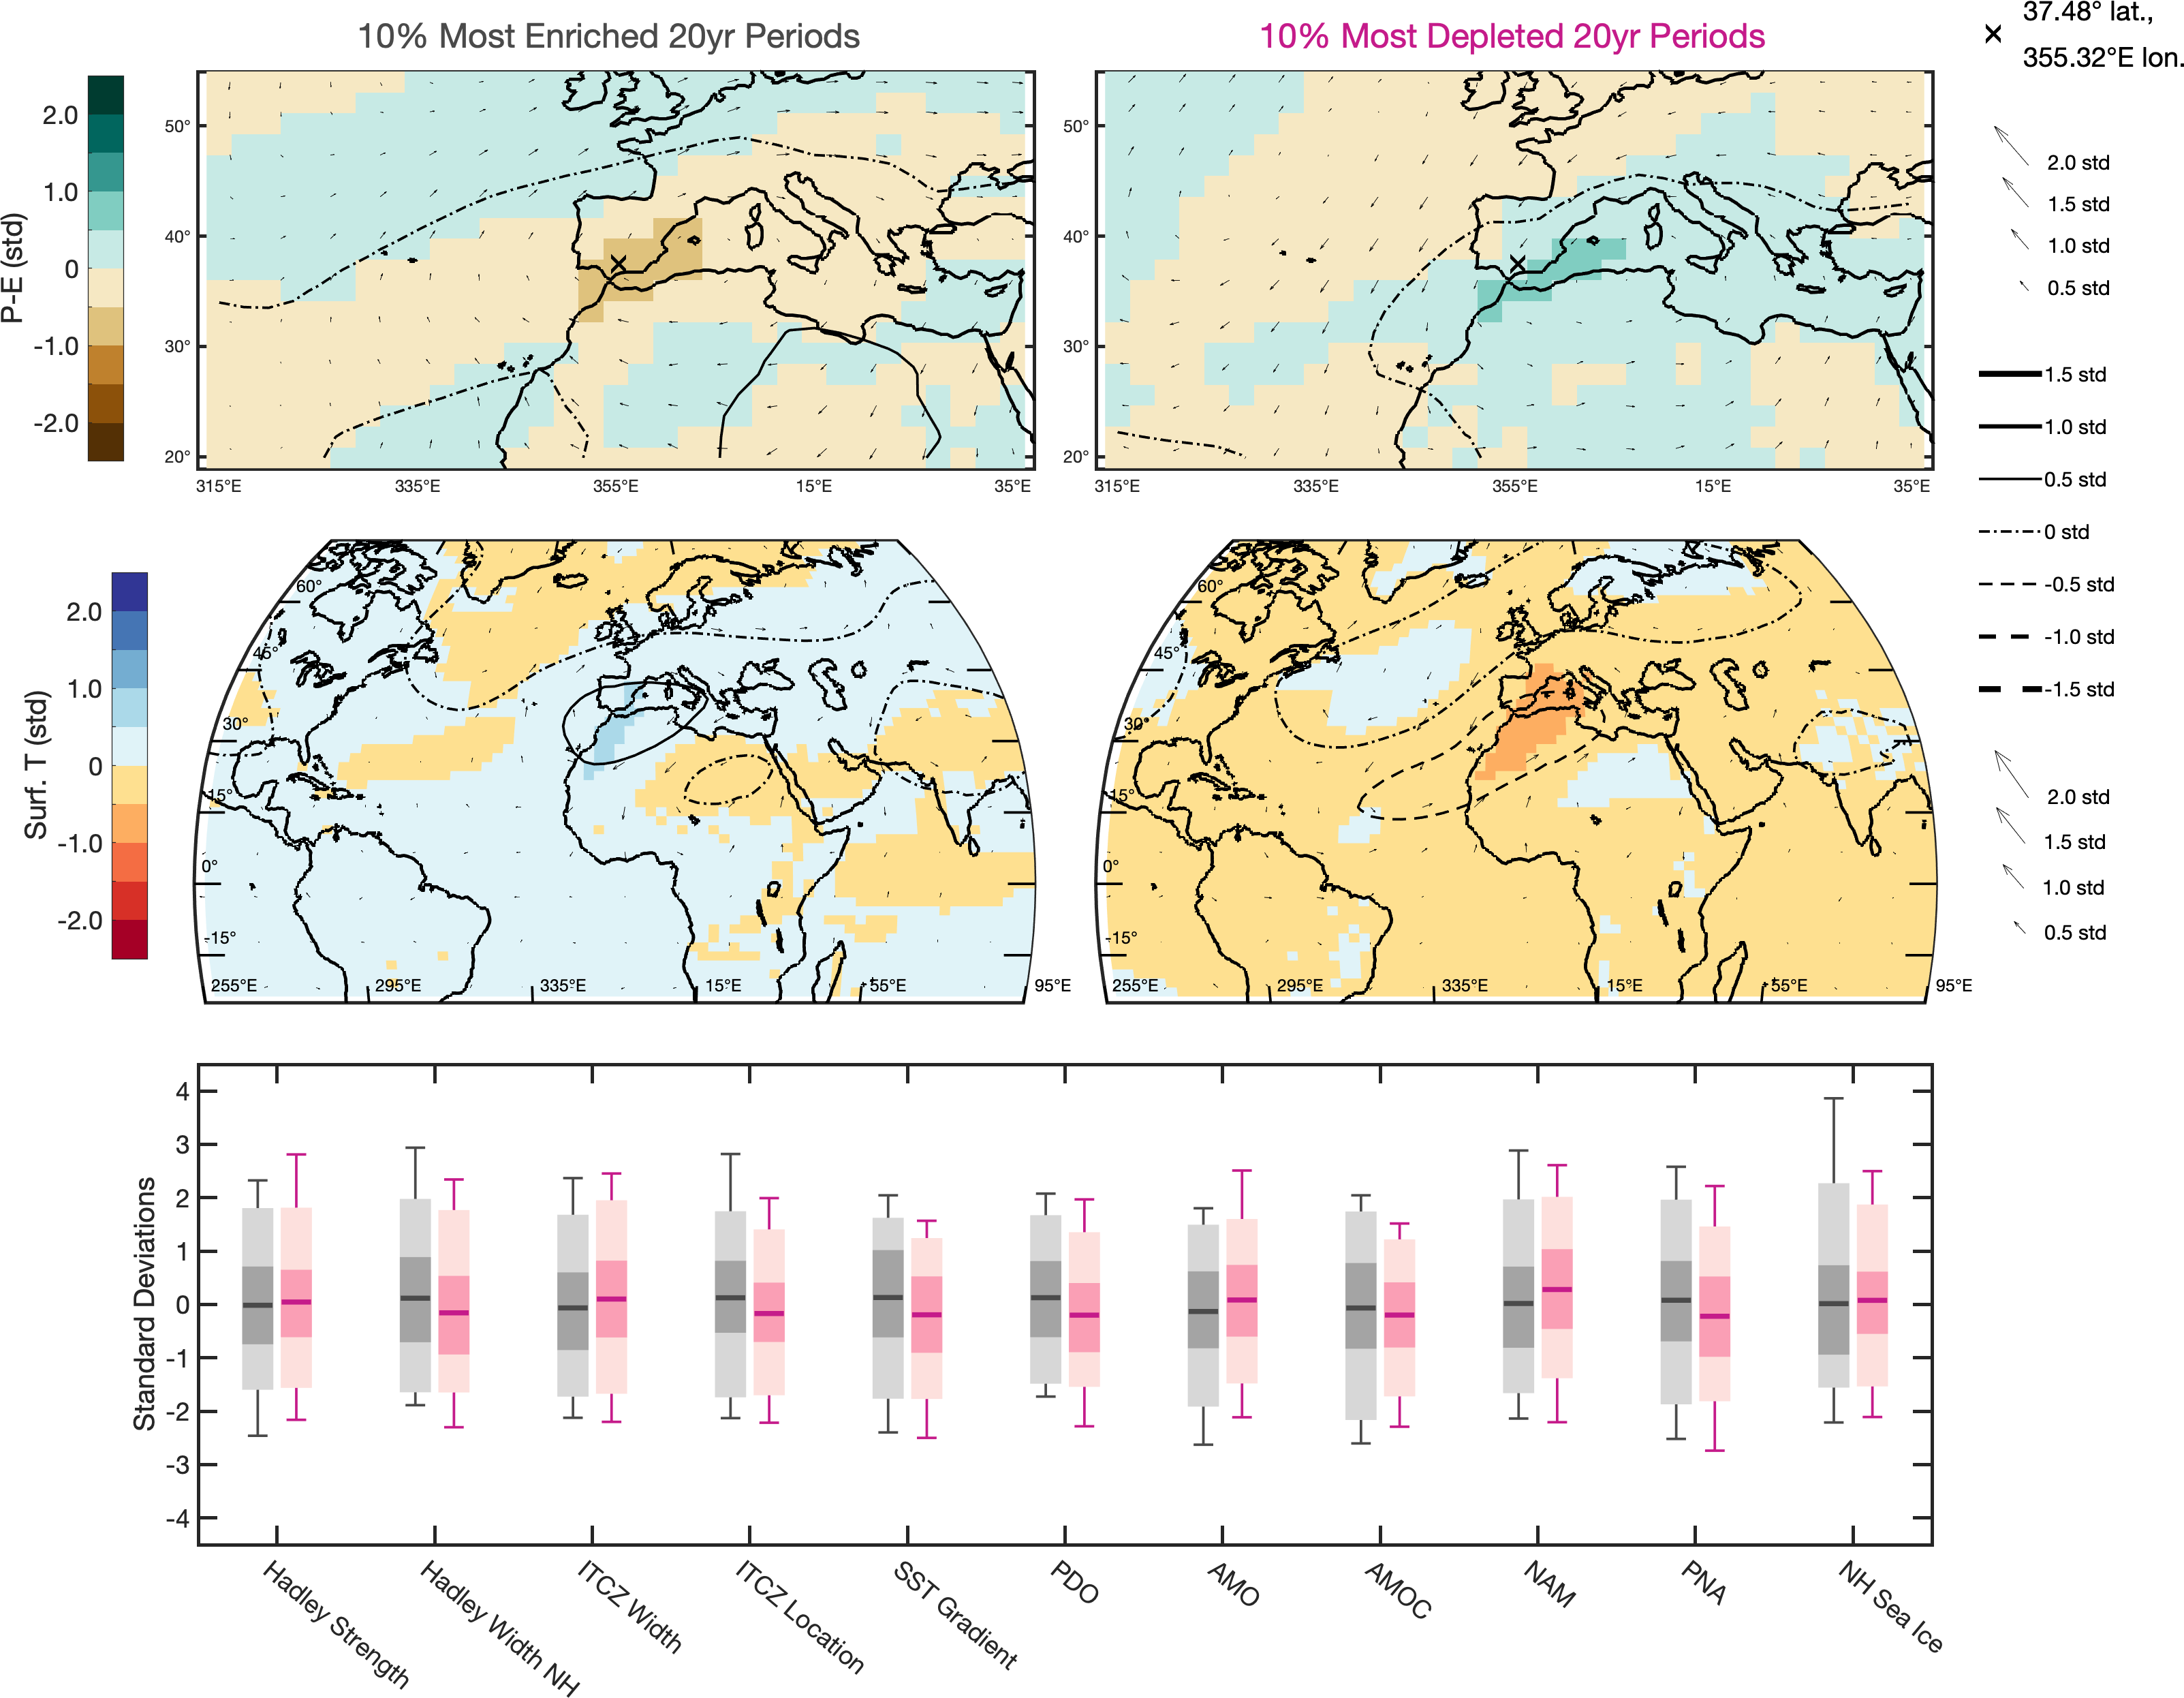 10% Most Enriched 20yr Periods
10% Most Depleted 20yr Periods
37.48° lat.,
355.32°E lon.
P-E (std)
2.0
1.0
0
-1.0
-2.0
50°
40°
30°
20°
315°E
335°E
355°E
15°E
35°E
50°
40°
30°
20°
315°E
335°E
355°E
15°E
35°E
2.0 std
1.5 std
1.0 std
0.5 std
1.5 std
1.0 std
0.5 std
0 std
-0.5 std
-1.0 std
-1.5 std
Surf. T (std)
2.0
1.0
0
-1.0
-2.0
60°
45°
30°
15°
0°
-15°
255°E
295°E
335°E
15°E
55°E
95°E
60°
45°
30°
15°
0°
-15°
255°E
295°E
335°E
15°E
55°E
95°E
2.0 std
1.5 std
1.0 std
0.5 std
Standard Deviations
4
3
2
1
0
-1
-2
-3
-4
Hadley Strength
Hadley Width NH
ITCZ Width
ITCZ Location
SST Gradient
PDO
AMO
AMOC
NAM
PNA
NH Sea Ice